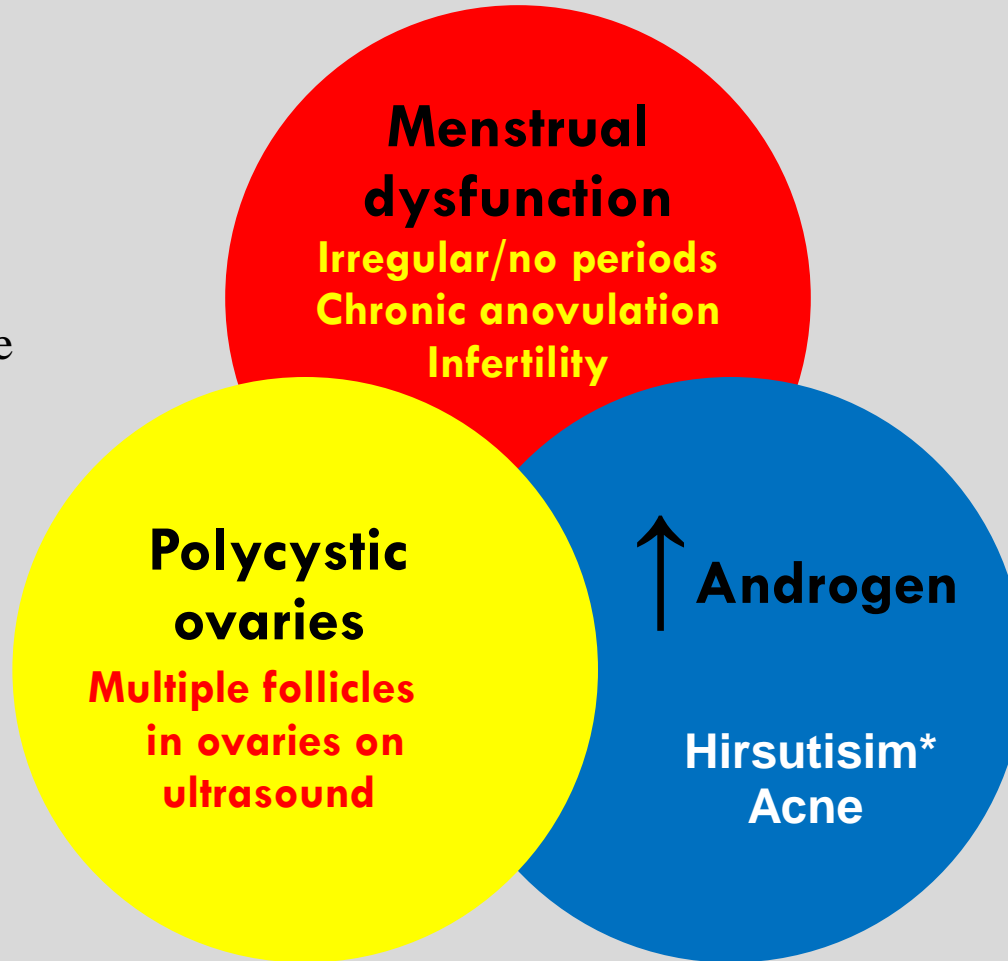 Menstrual
dysfunction
Irregular/no periods
Chronic anovulation
Infertility
e
Polycystic
ovaries
Multiple follicles
in ovaries on
ultrasound
↑ Androgen
Hirsutisim*
Acne